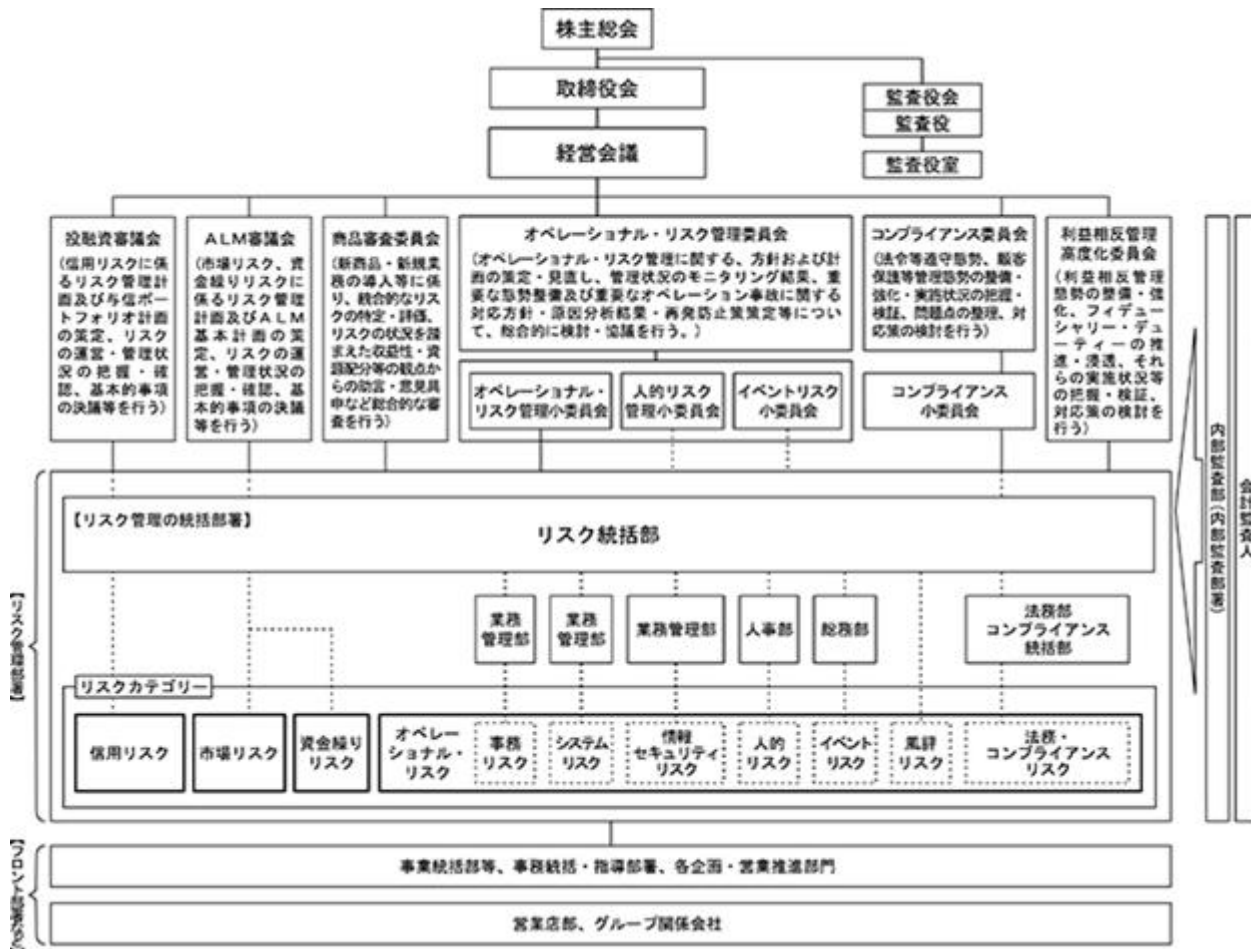 株主総会
取締役会
経営会議
監査役会
監査役
監査役室
投融資審議会
(信用リスクに係
るリスク管理計
画及び与信ポー
トフォリオ計画
の策定、リスク
の運営・管理状
況の把握・確
認、基本的事項
の決議等を行う)
ALM審議会
(市場リスク、資
金繰りリスクに
係るリスク管理
計画及びALM
基本計画の策
定、リスクの運
営・管理状況の
把握・確認、基
本的事項の決議
等を行う)
商品審査委員会
(新商品・新規業
務の導入等に係
り、統合的なリスク
の特定・評価、
リスクの状況を踏
まえた収益性・資
源配分等の観点か
らの助言・意見具
申など総合的な審
査を行う)
オペレーショナル・リスク管理委員会
(オペレーショナル・リスク管理に関する、方針および計
画の策定・見直し、管理状況のモニタリング結果、重
要な態勢整備及び重要なオペレーション事故に関する
対応方針・原因分析結果・再発防止策策定等につい
て、総合的に検討・協議を行う。)
オペレーショナル・
リスク管理小委員会
人的リスク
管理小委員会
イベントリスク
小委員会
コンプライアンス委員会
(法令等遵守態勢、顧客
保護等管理態勢の整備・
強化・実施状況の把握・
検証、問題点の整理、対
応策の検討を行う)
コンプライアンス
小委員会
利益相反管理
高度化委員会
(利益相反管理
態勢の整備・強
化、フィデュー
シャリー・デュ
ーティーの推
進・浸透、それ
らの実施状況等
の把握・検証、
対応策の検討を
行う)
【リスク管理部署】
【リスク管理の統括部署】
リスク統括部
業務
管理部
業務
管理部
業務管理部
人事部
総務部
法務部
コンプライアンス
統括部
リスクカテゴリー
信用リスク
市場リスク
資金繰り
リスク
オペレー
ショナル・
リスク
事務
リスク
システム
リスク
情報
セキュリティ
リスク
人的
リスク
イベント
リスク
風評
リスク
法務・
コンプライアンス
リスク
内部監査部(内部監査部署)
会計監査人
【フロント部署など】
事業統括部等、事務統括・指導部署、各企画・営業推進部門
営業店部、グループ関係会社